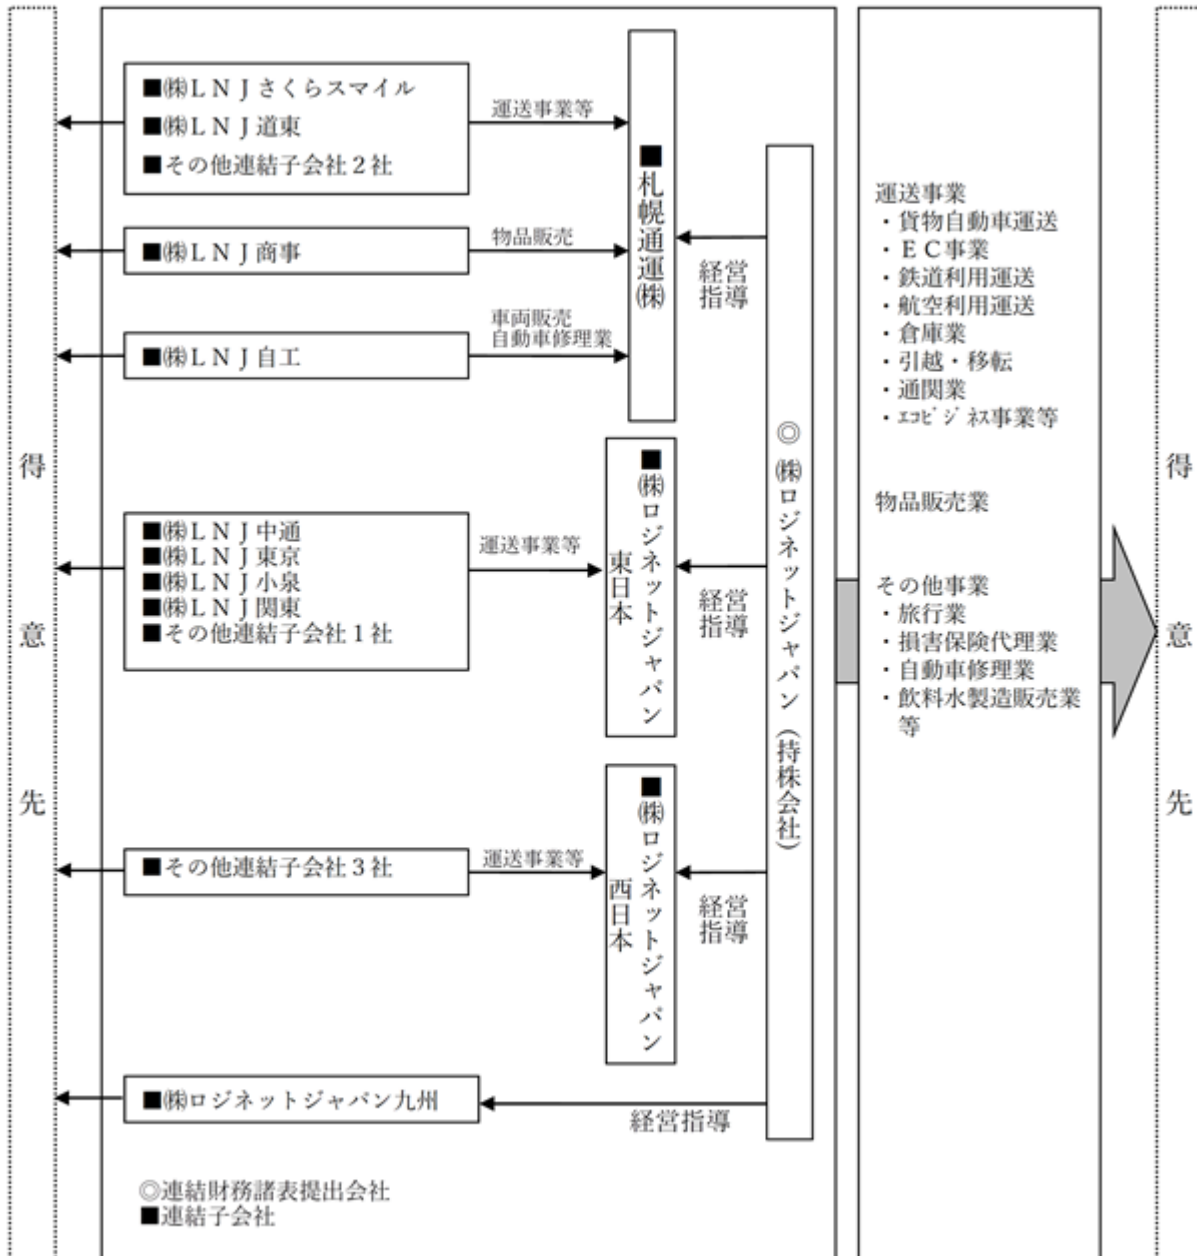 得意先
■㈱ＬＮＪさくらスマイル
■㈱ＬＮＪ道東
■その他連結子会社２社
運送事業等
■㈱ＬＮＪ商事
物品販売
■㈱ＬＮＪ自工
車両販売
自動車修理業
■札幌通運㈱
経営
指導
■㈱ＬＮＪ中通
■㈱ＬＮＪ東京
■㈱ＬＮＪ小泉
■㈱ＬＮＪ関東
■その他連結子会社１社
運送事業等
■㈱ロジネットジャパン
東日本
経営
指導
■その他連結子会社３社
運送事業等
■㈱ロジネットジャパン
西日本
経営
指導
■㈱ロジネットジャパン九州
経営指導
◎㈱ロジネットジャパン（持株会社）
◎連結財務諸表提出会社
■連結子会社
運送事業
・貨物自動車運送
・ＥＣ事業
・鉄道利用運送
・航空利用運送
・倉庫業
・引越・移転
・通関業
・ｴｺﾋﾞｼﾞﾈｽ事業等
物品販売業
その他事業
・旅行業
・損害保険代理業
・自動車修理業
・飲料水製造販売業
等
得意先